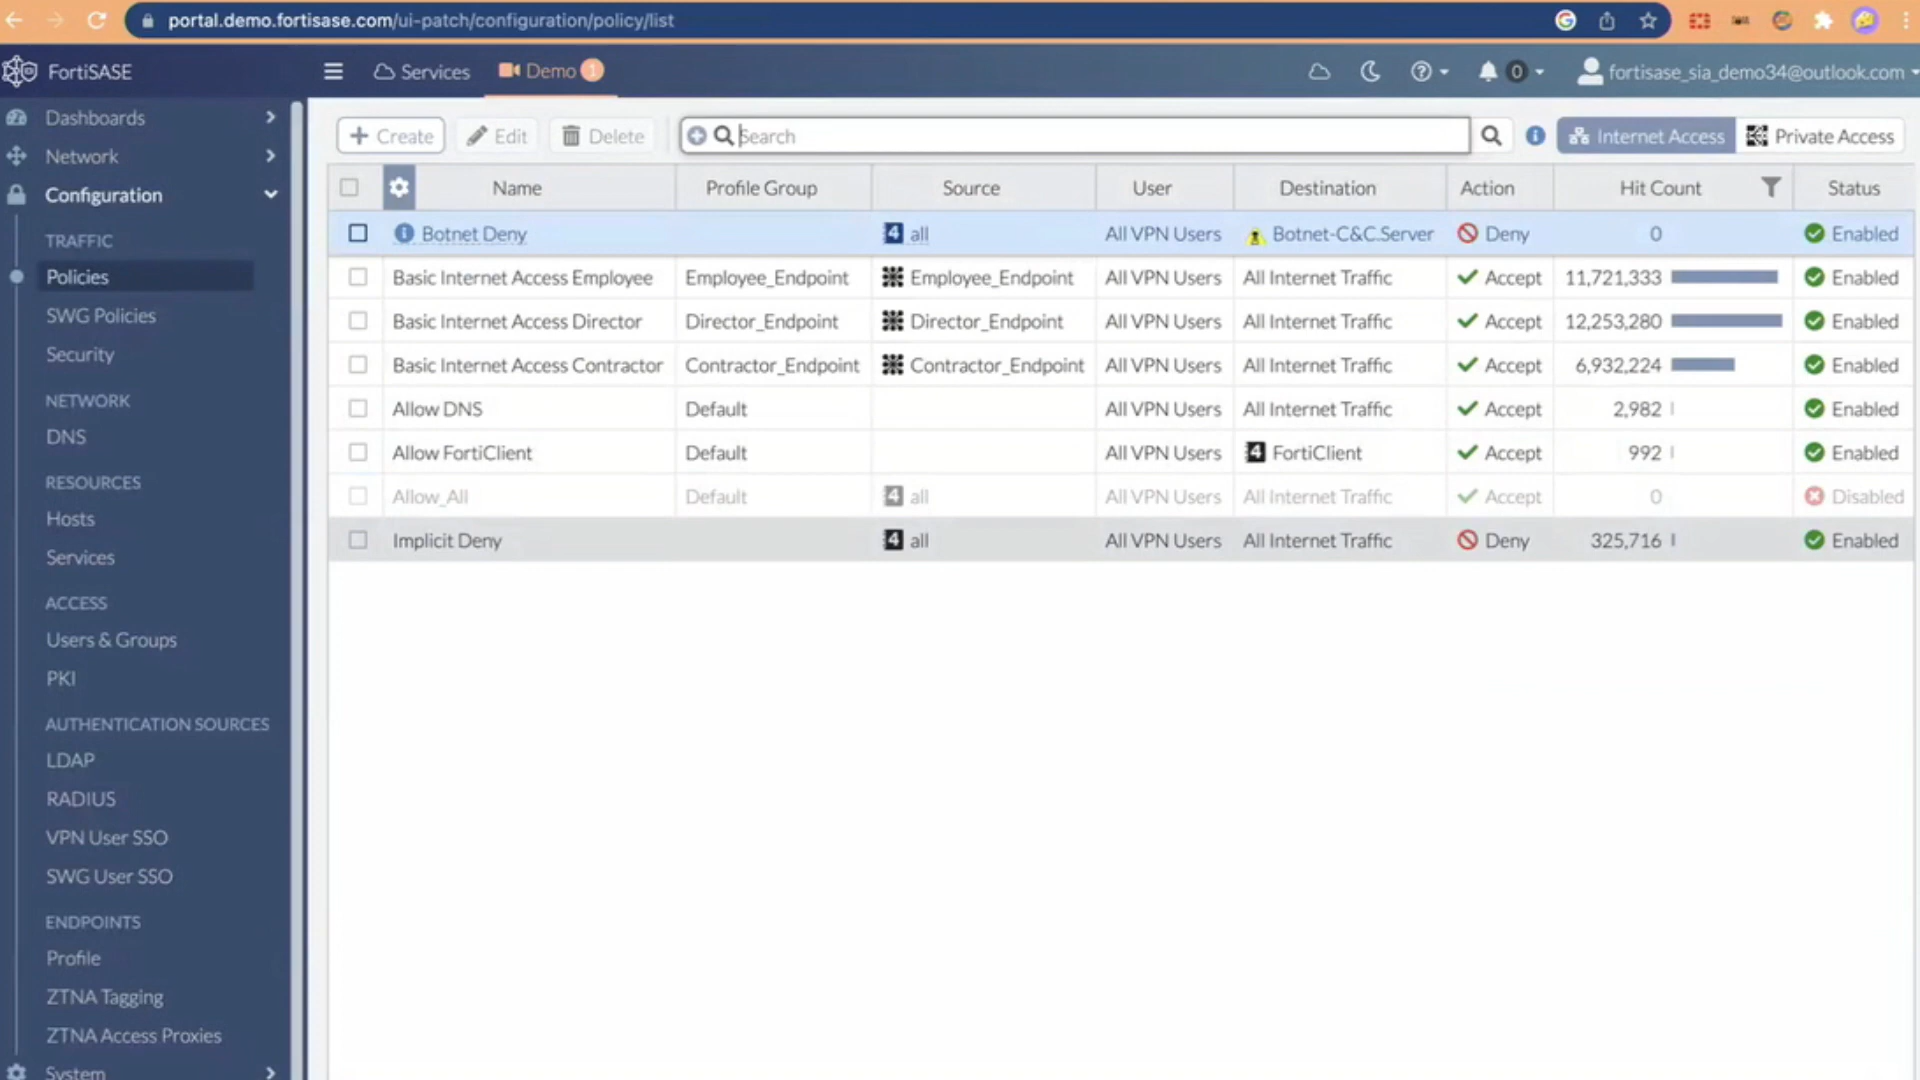 portal.demo.fortisase.com/ui-patch/configuration/policy/list
FortiSASE
Services
Demo 1
0
fortisase_sia_demo34@outlook.com
Dashboards
Network
Configuration
TRAFFIC
Policies
SWG Policies
Security
NETWORK
DNS
RESOURCES
Hosts
Services
ACCESS
Users & Groups
PKI
AUTHENTICATION SOURCES
LDAP
RADIUS
VPN User SSO
SWG User SSO
ENDPOINTS
Profile
ZTNA Tagging
ZTNA Access Proxies
System
Create Edit Delete Search Internet Access Private Access
Name Profile Group Source User Destination Action Hit Count Status
Botnet Deny 4 all All VPN Users Botnet-C&C.Server Deny 0 Enabled
Basic Internet Access Employee Employee_Endpoint Employee_Endpoint All VPN Users All Internet Traffic Accept 11,721,333 Enabled
Basic Internet Access Director Director_Endpoint Director_Endpoint All VPN Users All Internet Traffic Accept 12,253,280 Enabled
Basic Internet Access Contractor Contractor_Endpoint Contractor_Endpoint All VPN Users All Internet Traffic Accept 6,932,224 Enabled
Allow DNS Default All VPN Users All Internet Traffic Accept 2,982 Enabled
Allow FortiClient Default All VPN Users 4 FortiClient Accept 992 Enabled
Allow_All Default 4 all All VPN Users All Internet Traffic Accept 0 Disabled
Implicit Deny 4 all All VPN Users All Internet Traffic Deny 325,716 Enabled